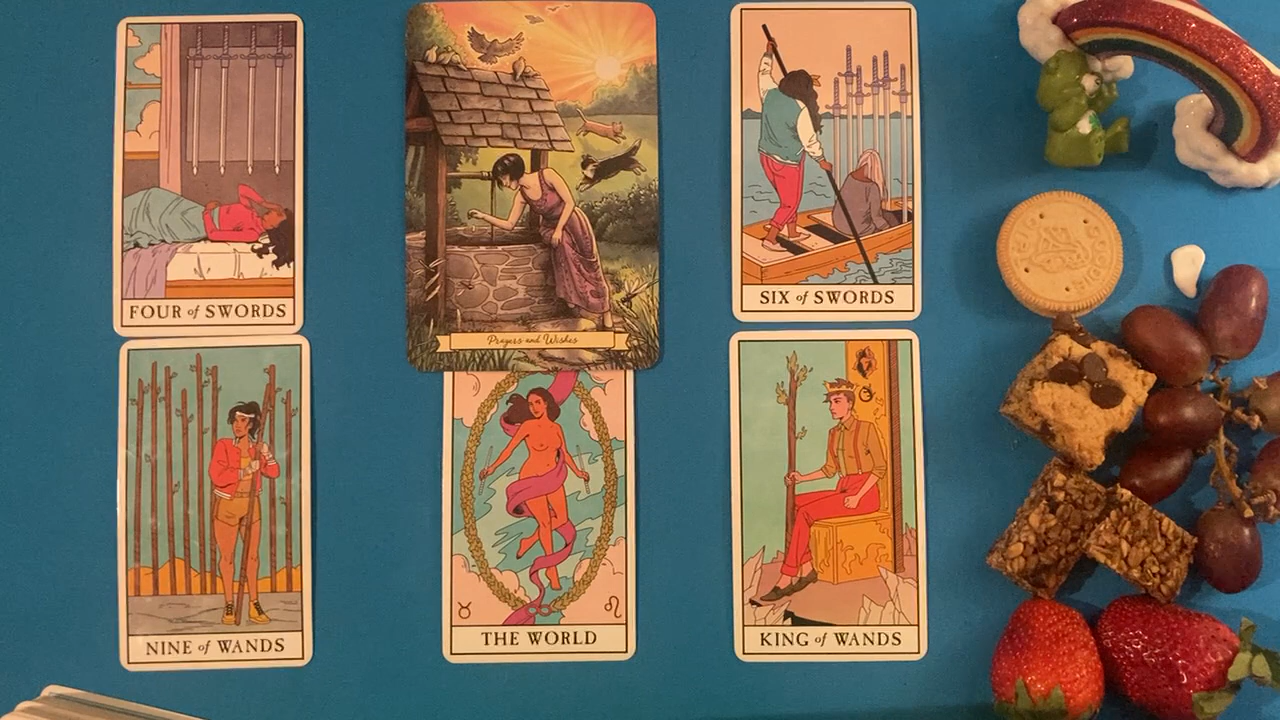 FOUR of SWORDS
Prayers and Wishes
SIX of SWORDS
NINE of WANDS
THE WORLD
KING of WANDS